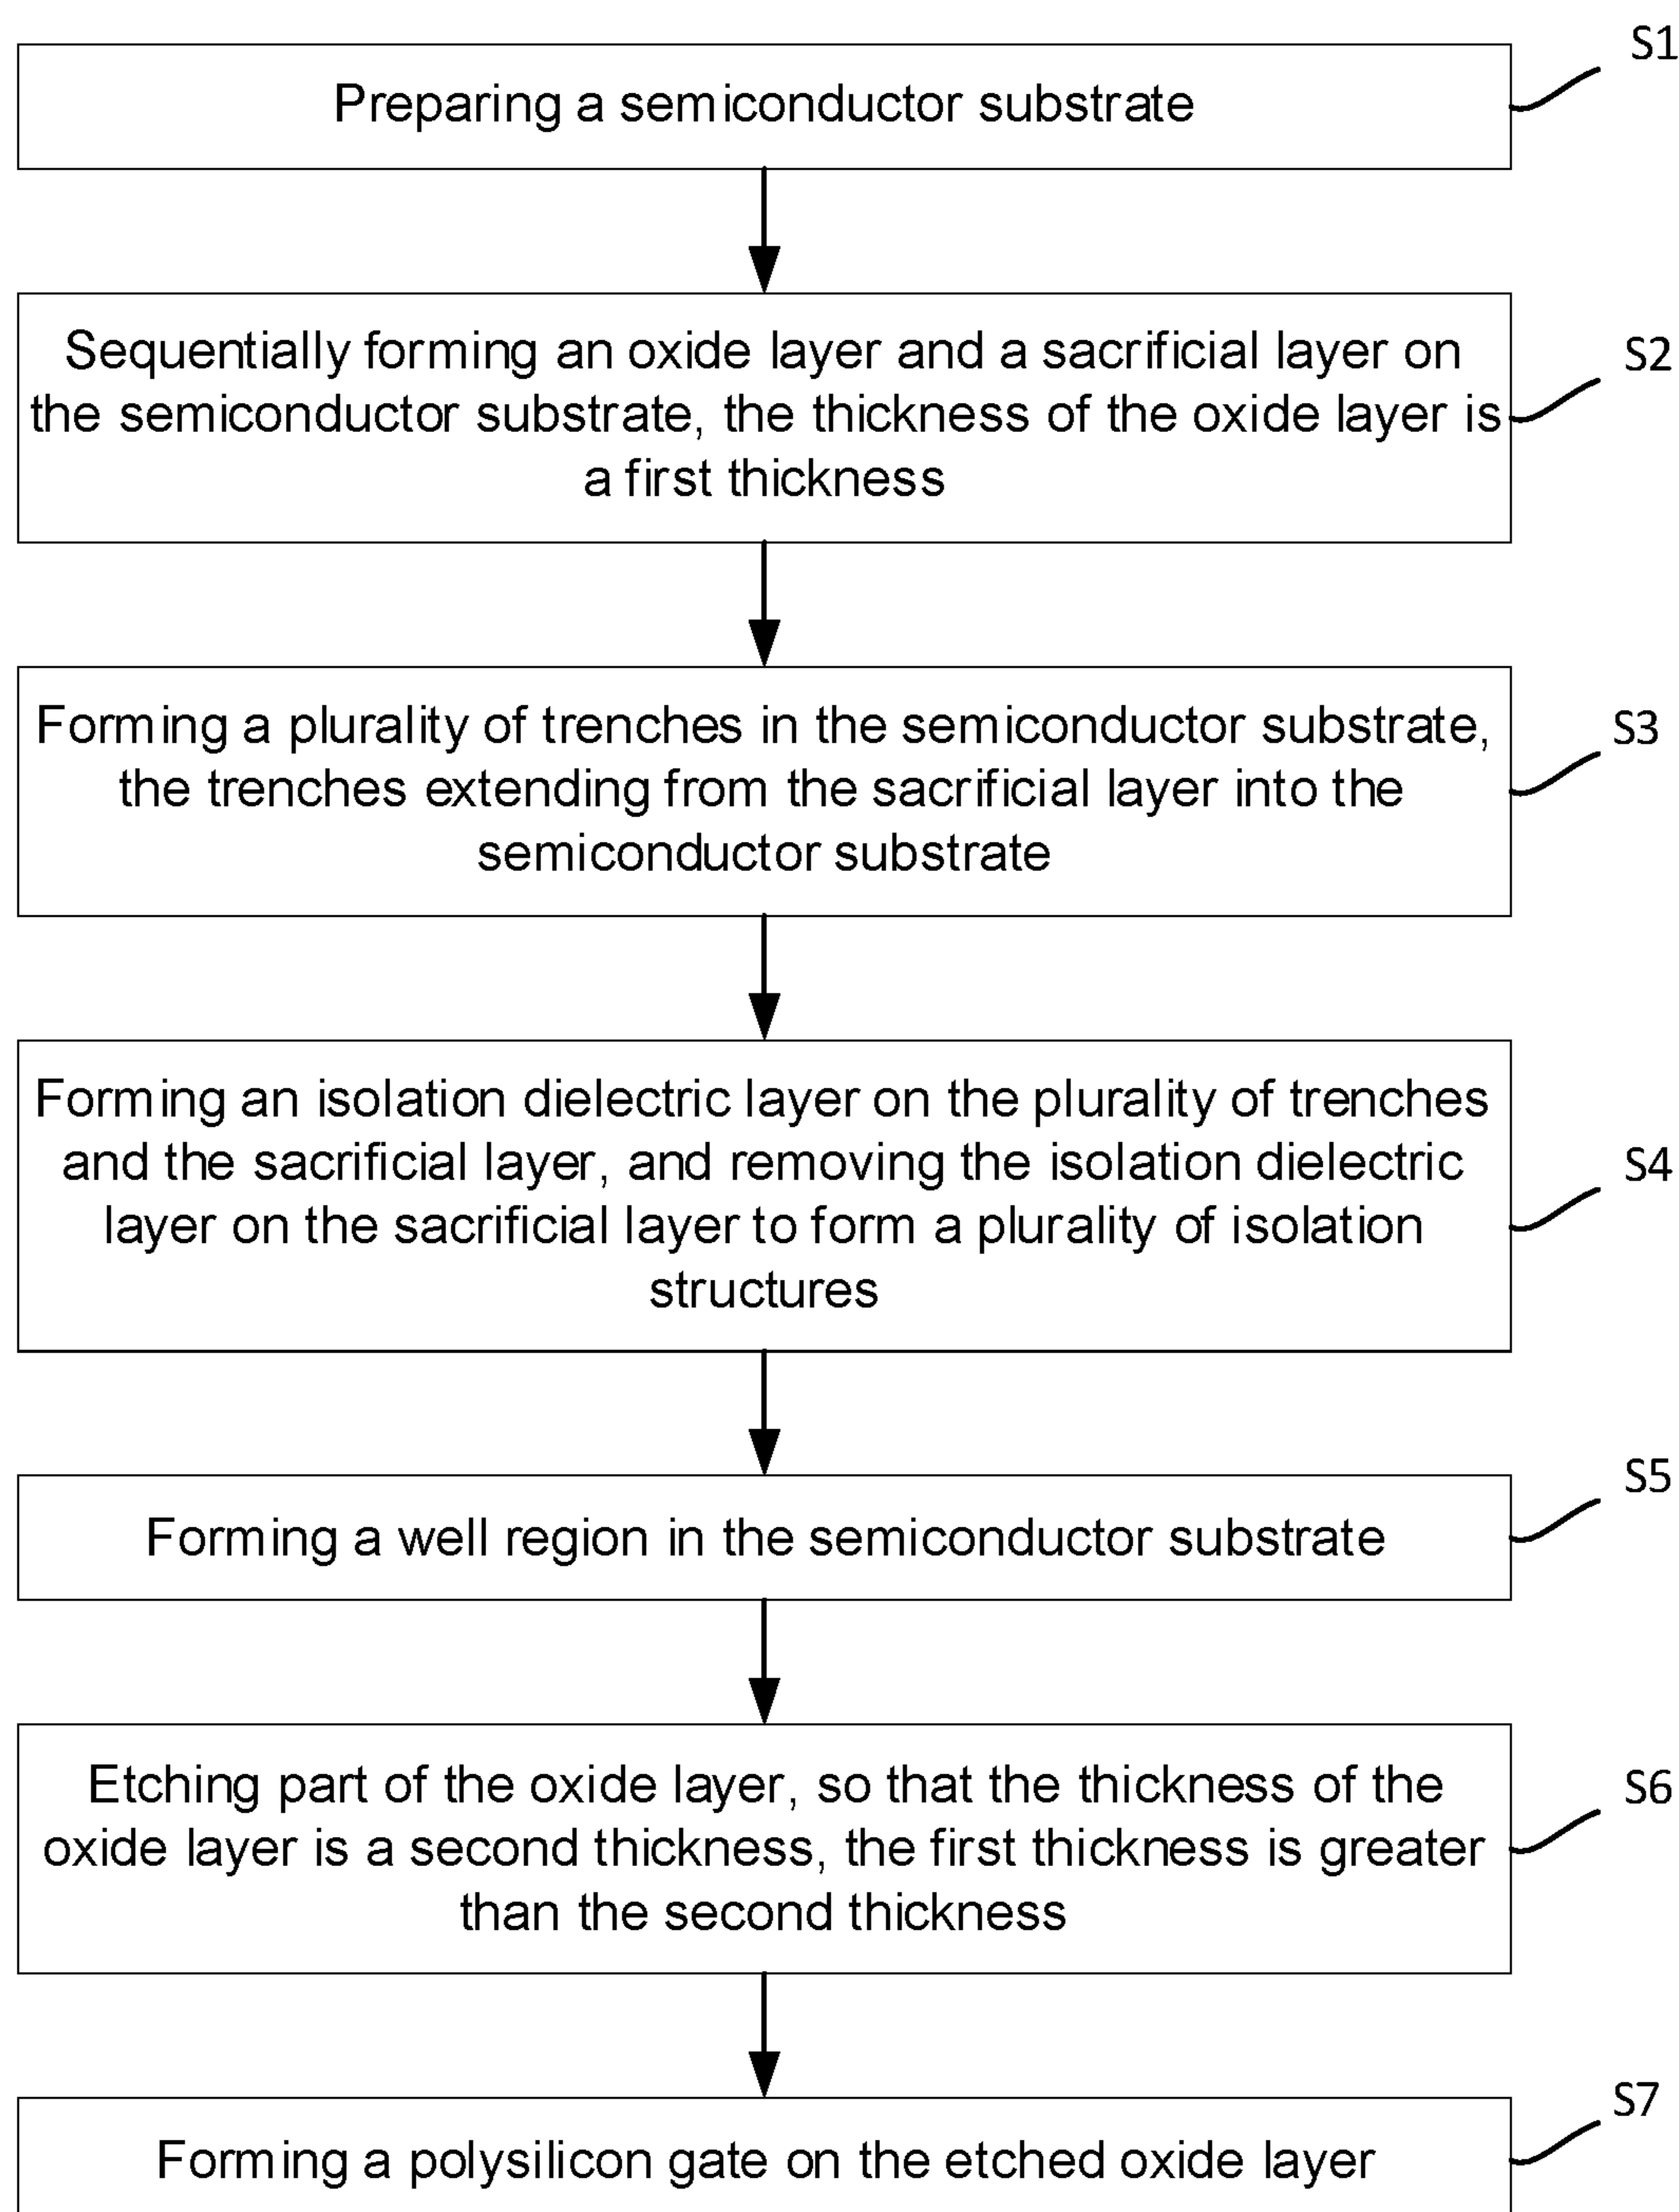 S1
Preparing a semiconductor substrate
Sequentially forming an oxide layer and a sacrificial layer on
the semiconductor substrate, the thickness of the oxide layer is
a first thickness
S2
Forming a plurality of trenches in the semiconductor substrate,
the trenches extending from the sacrificial layer into the
semiconductor substrate
S3
Forming an isolation dielectric layer on the plurality of trenches
and the sacrificial layer, and removing the isolation dielectric
layer on the sacrificial layer to form a plurality of isolation
structures
S4
S5
Forming a well region in the semiconductor substrate
Etching part of the oxide layer, so that the thickness of the
oxide layer is a second thickness, the first thickness is greater
than the second thickness
S6
S7
Forming a polysilicon gate on the etched oxide layer